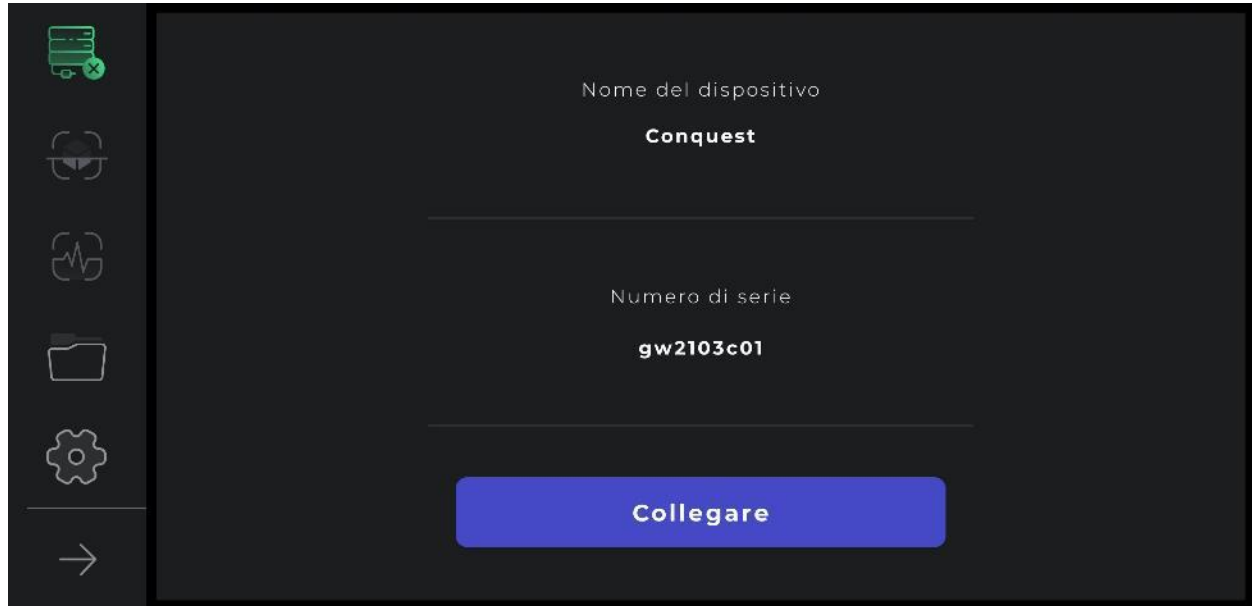 Nome del dispositivo
Conquest
Numero di serie
gw2103c01
Collegare